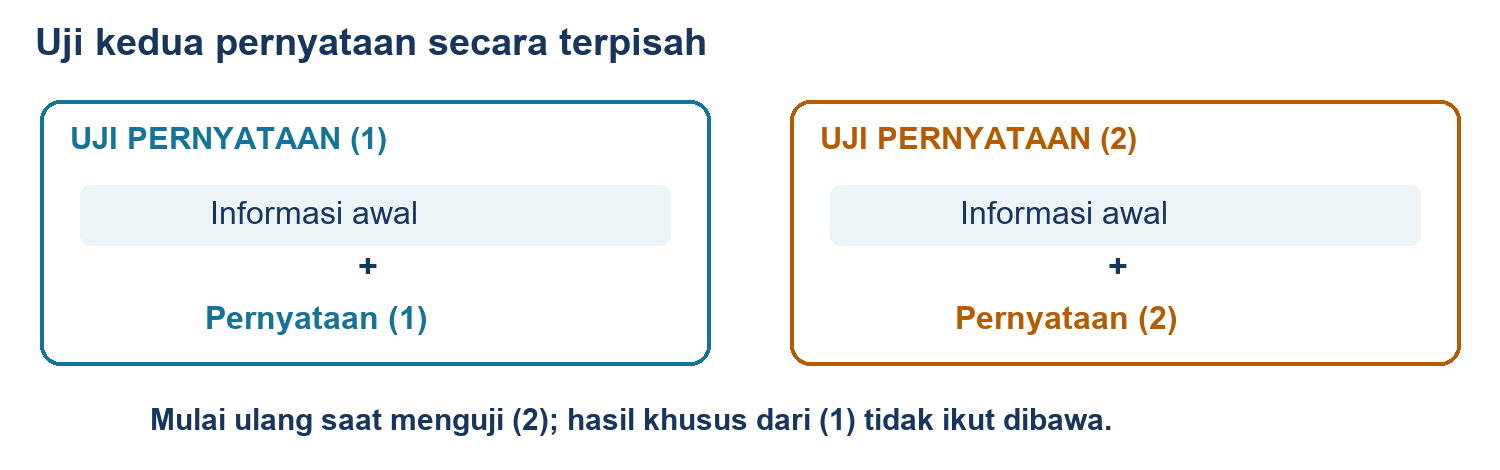 Uji kedua pernyataan secara terpisah
UJI PERNYATAAN (1)
Informasi awal
+
Pernyataan (1)
UJI PERNYATAAN (2)
Informasi awal
+
Pernyataan (2)
Mulai ulang saat menguji (2); hasil khusus dari (1) tidak ikut dibawa.